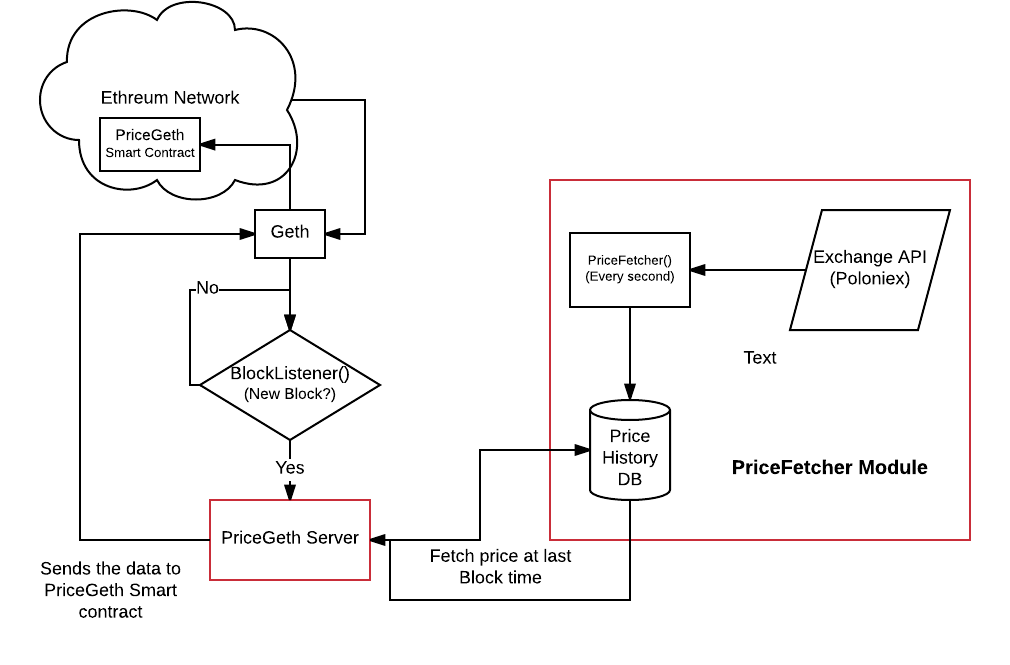 Ethreum Network
PriceGeth
Smart Contract
Geth
No
BlockListener()
(New Block?)
Yes
PriceGeth Server
Sends the data to
PriceGeth Smart
contract
Fetch price at last
Block time
PriceFetcher()
(Every second)
Exchange API
(Poloniex)
Text
Price
History
DB
PriceFetcher Module